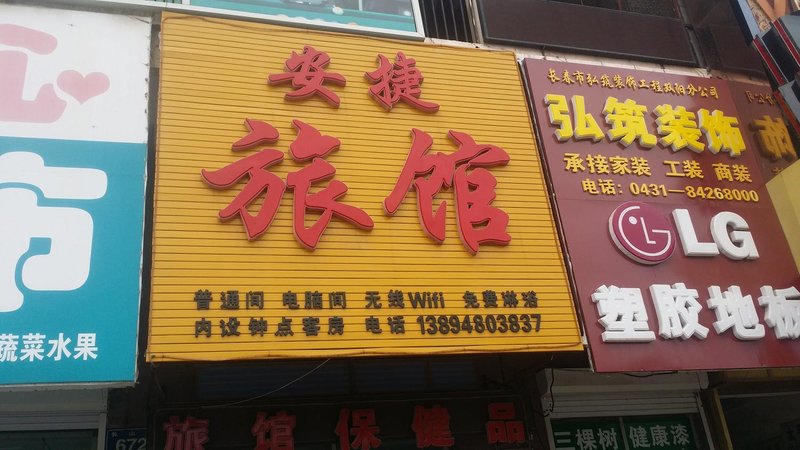 安捷
旅馆
普通间 电脑间 无线Wifi 免费淋浴
内设钟点客房 电话 13894803837
长春市弘筑装饰工程双阳分公司
弘筑装饰
承接家装 工装 商装
电话：0431—84268000
LG
塑胶地板
蔬菜水果
旅馆保健品
672
三棵树 健康漆